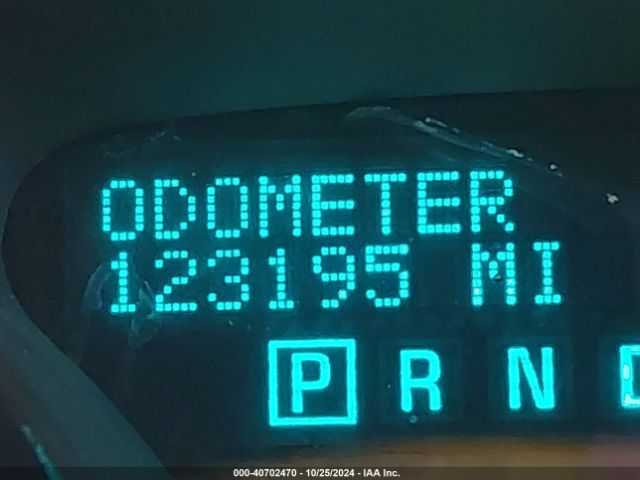 ODOMETER
123195 MI
P R N
000-40702470 - 10/25/2024 - IAA Inc.